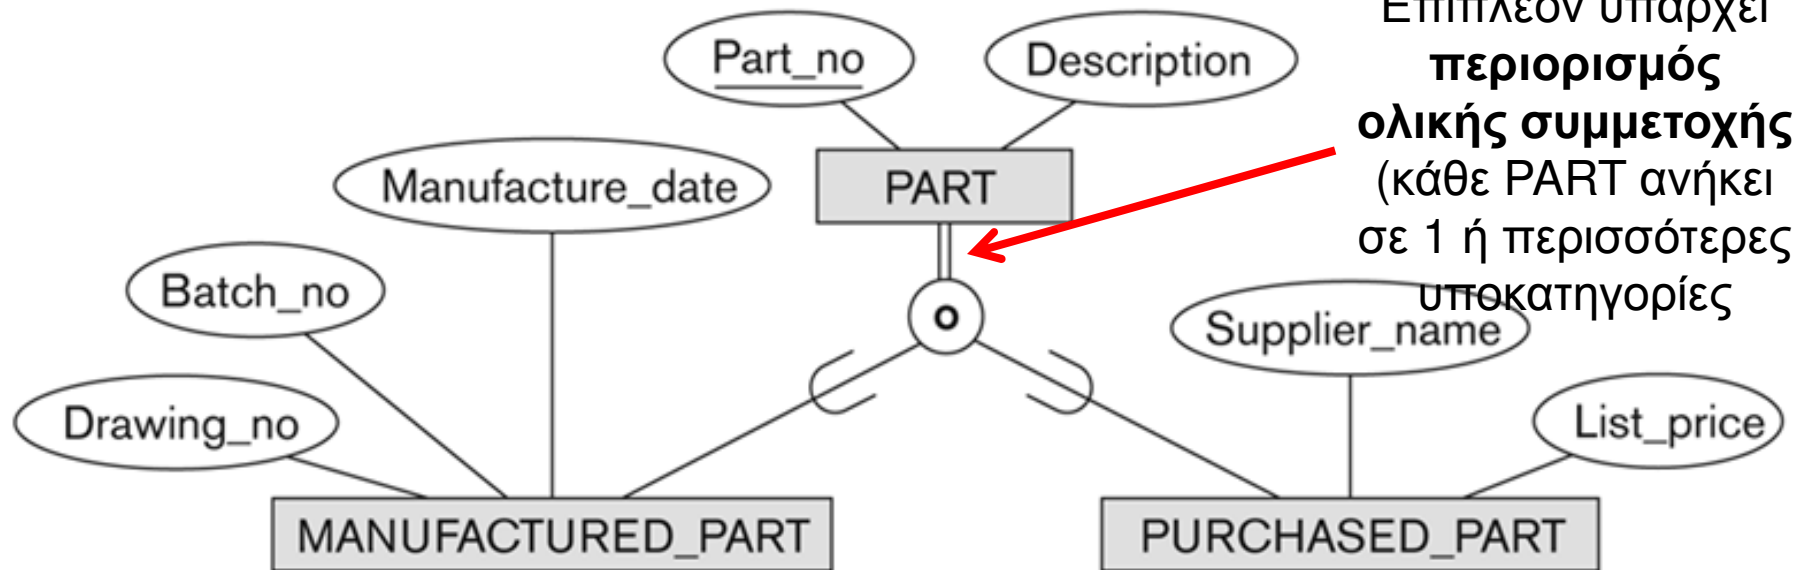 Επιπλέον υπάρχει
περιορισμός
ολικής συμμετοχής
(κάθε PART ανήκει
σε 1 ή περισσότερες
υποκατηγορίες
Part_no
Description
Manufacture_date
PART
Batch_no
o
Supplier_name
Drawing_no
List_price
MANUFACTURED_PART
PURCHASED_PART